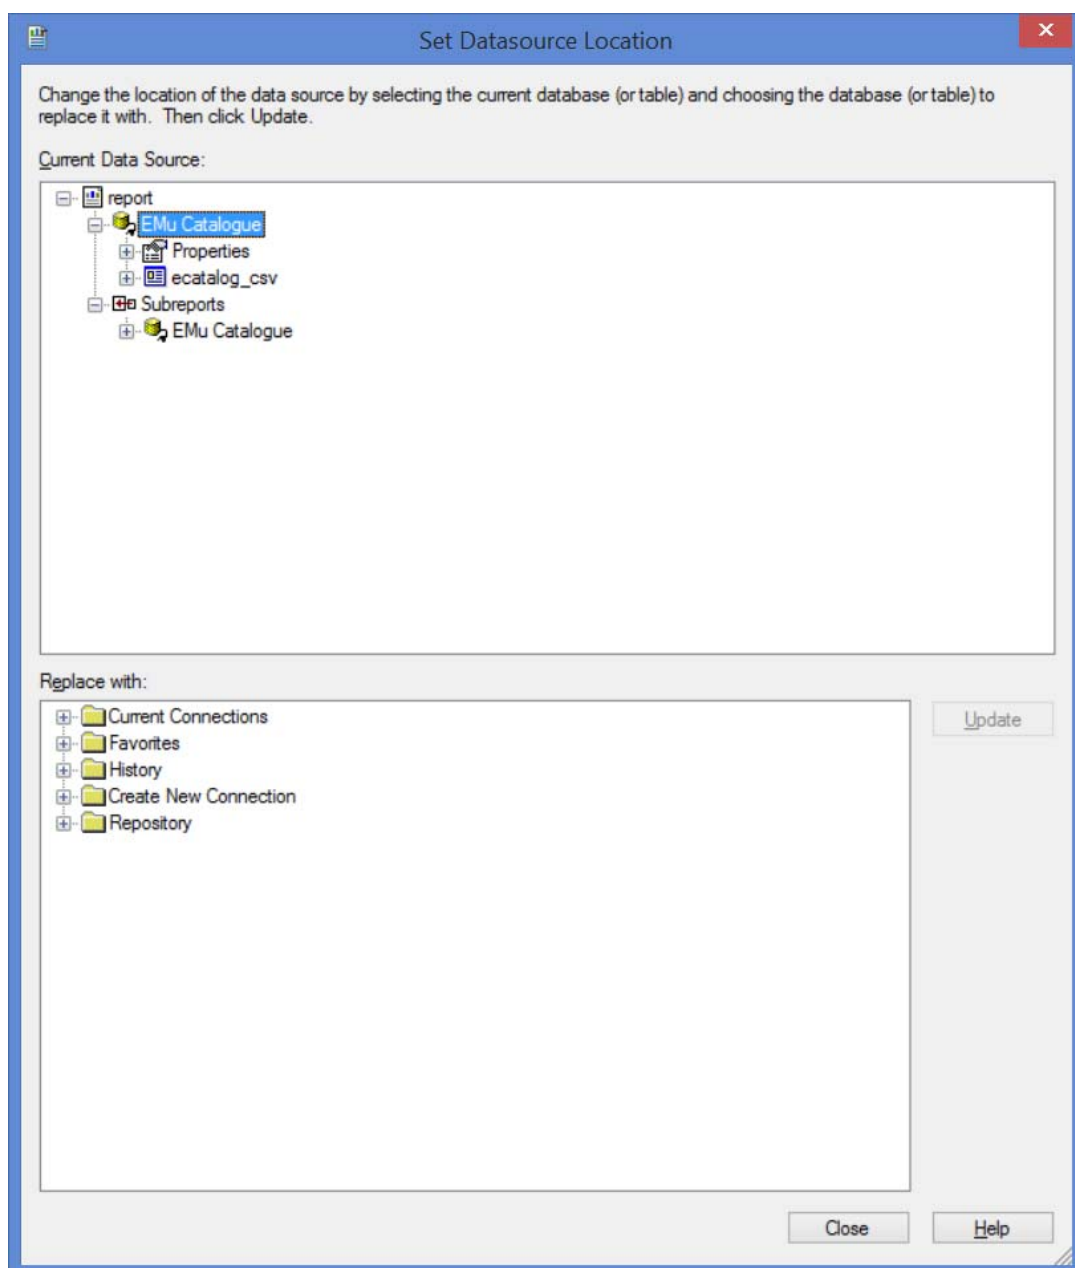 Set Datasource Location
Change the location of the data source by selecting the current database (or table) and choosing the database (or table) to
replace it with.  Then click Update.
Current Data Source:
report
EMu Catalogue
Properties
ecatalog_csv
Subreports
EMu Catalogue
Replace with:
Current Connections
Favorites
History
Create New Connection
Repository
Update
Close
Help